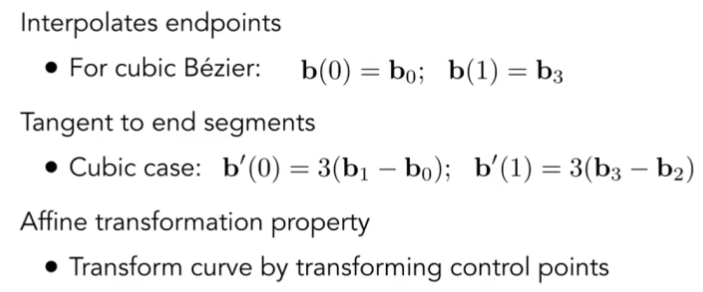 Interpolates endpoints
• For cubic Bézier: b(0) = b₀; b(1) = b₃
Tangent to end segments
• Cubic case: b′(0) = 3(b₁ − b₀); b′(1) = 3(b₃ − b₂)
Affine transformation property
• Transform curve by transforming control points